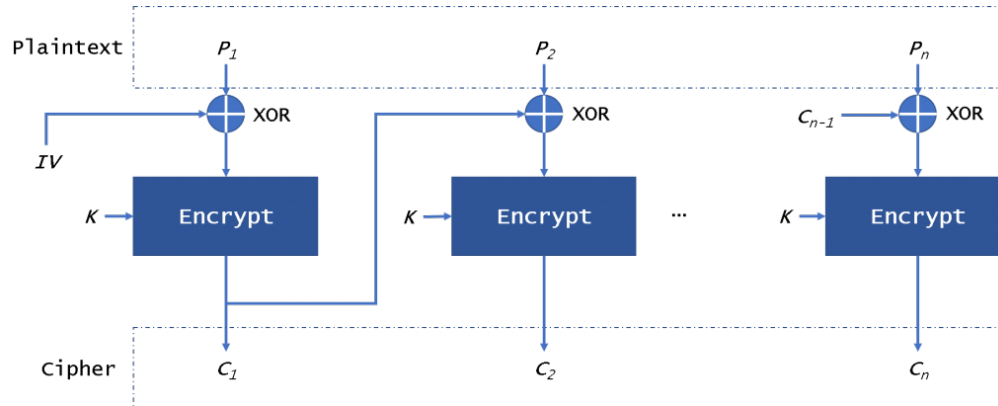 Plaintext P₁ P₂ Pₙ
XOR XOR Cₙ₋₁ XOR
IV
K Encrypt K Encrypt ... K Encrypt
Cipher C₁ C₂ Cₙ